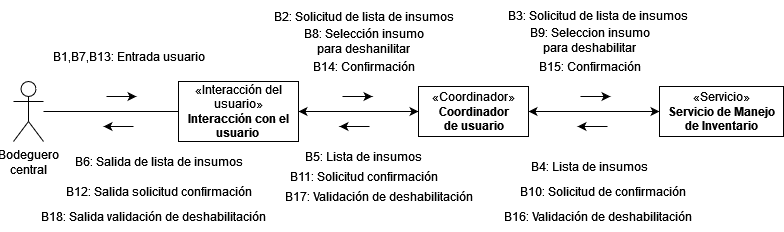 B2: Solicitud de lista de insumos
B8: Selección insumo
para deshanilitar
B14: Confirmación
B3: Solicitud de lista de insumos
B9: Seleccion insumo
para deshabilitar
B15: Confirmación
B1,B7,B13: Entrada usuario
«Interacción del
usuario»
Interacción con el
usuario
«Coordinador»
Coordinador
de usuario
«Servicio»
Servicio de Manejo
de Inventario
Bodeguero
central
B6: Salida de lista de insumos
B12: Salida solicitud confirmación
B18: Salida validación de deshabilitación
B5: Lista de insumos
B11: Solicitud confirmación
B17: Validación de deshabilitación
B4: Lista de insumos
B10: Solicitud de confirmación
B16: Validación de deshabilitación